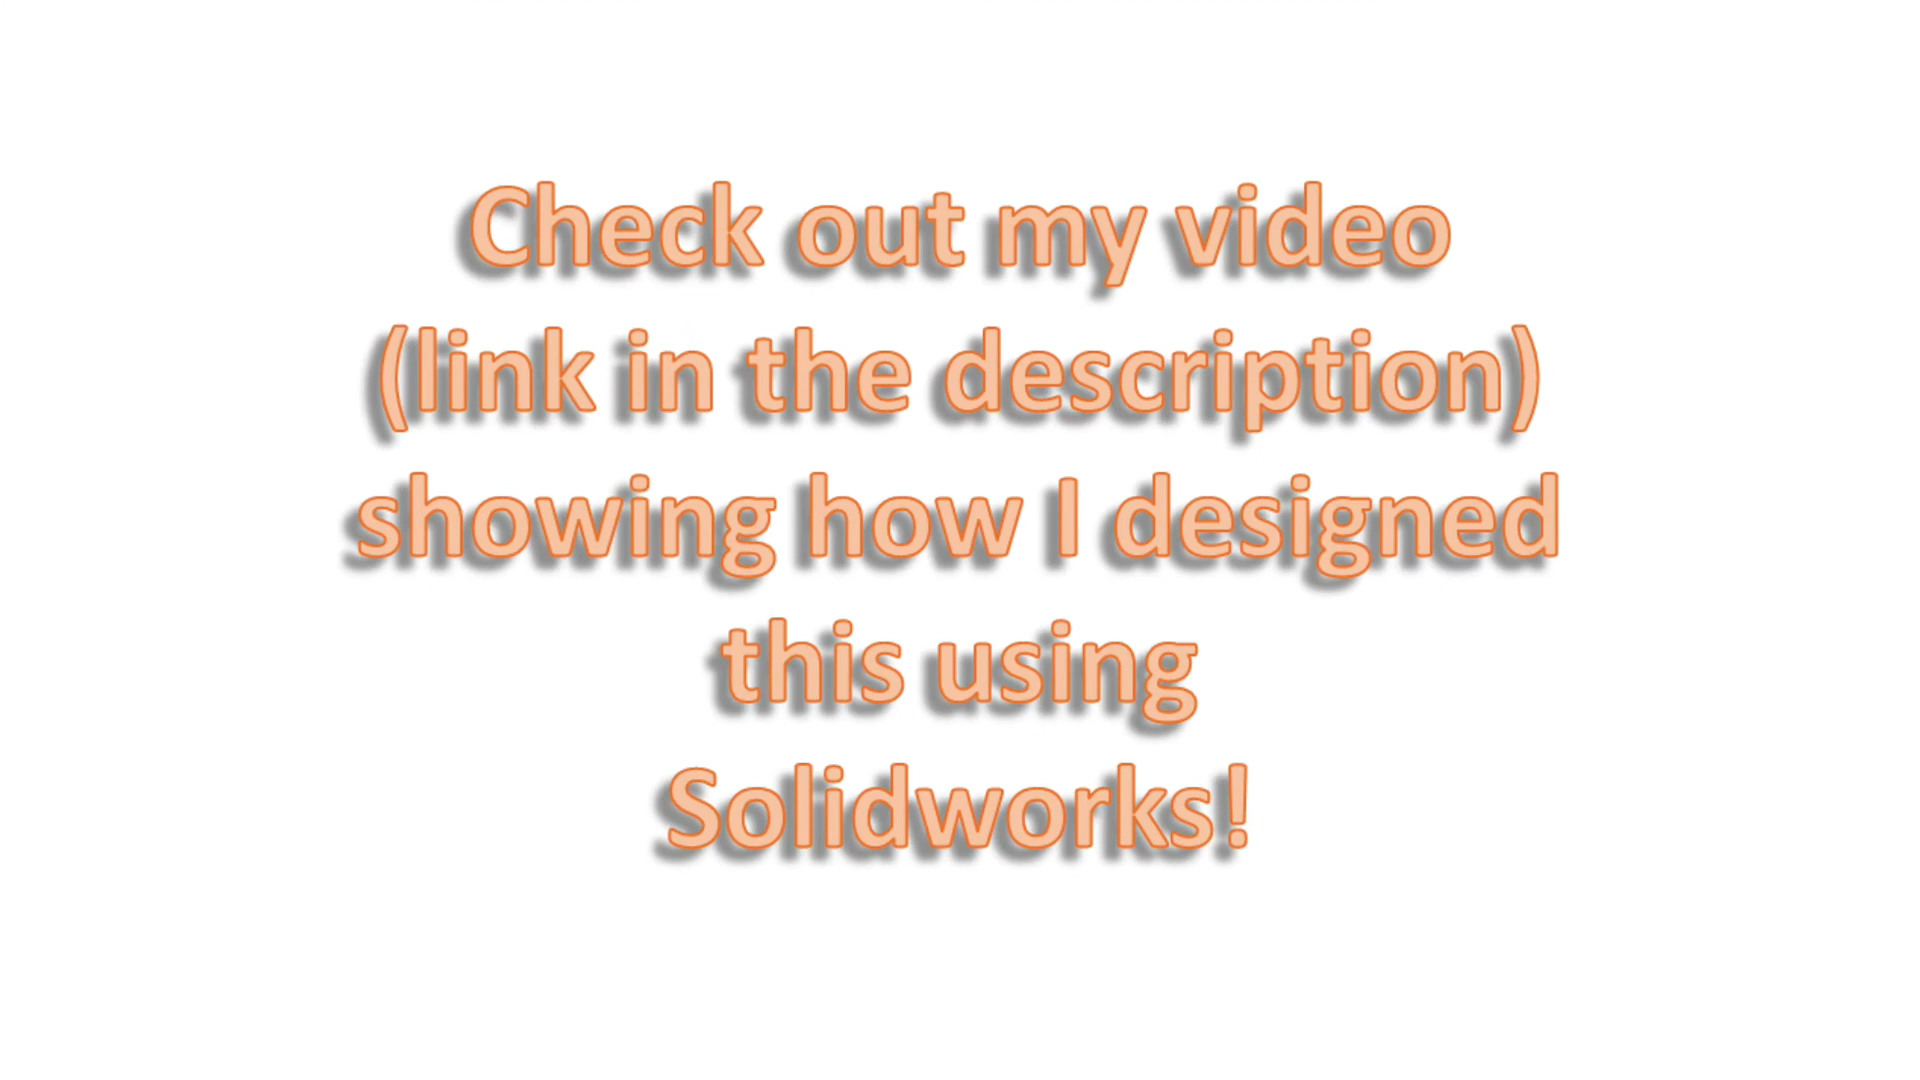 Check out my video
(link in the description)
showing how I designed
this using
Solidworks!